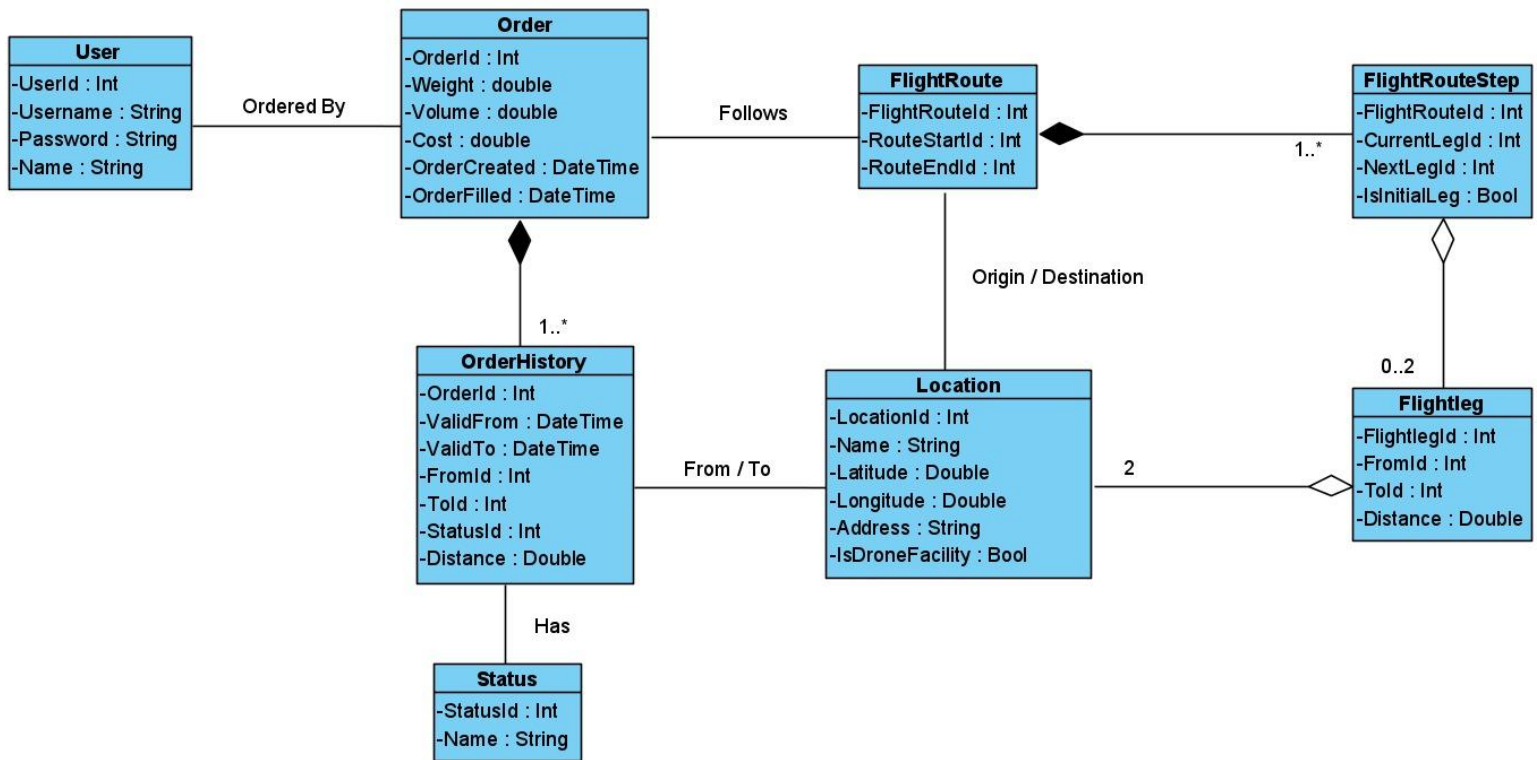 User
-UserId : Int
-Username : String
-Password : String
-Name : String
Ordered By
Order
-OrderId : Int
-Weight : double
-Volume : double
-Cost : double
-OrderCreated : DateTime
-OrderFilled : DateTime
Follows
FlightRoute
-FlightRouteId : Int
-RouteStartId : Int
-RouteEndId : Int
1..*
FlightRouteStep
-FlightRouteId : Int
-CurrentLegId : Int
-NextLegId : Int
-IsInitialLeg : Bool
Origin / Destination
1..*
0..2
OrderHistory
-OrderId : Int
-ValidFrom : DateTime
-ValidTo : DateTime
-FromId : Int
-ToId : Int
-StatusId : Int
-Distance : Double
From / To
Location
-LocationId : Int
-Name : String
-Latitude : Double
-Longitude : Double
-Address : String
-IsDroneFacility : Bool
2
Flightleg
-FlightlegId : Int
-FromId : Int
-ToId : Int
-Distance : Double
Has
Status
-StatusId : Int
-Name : String